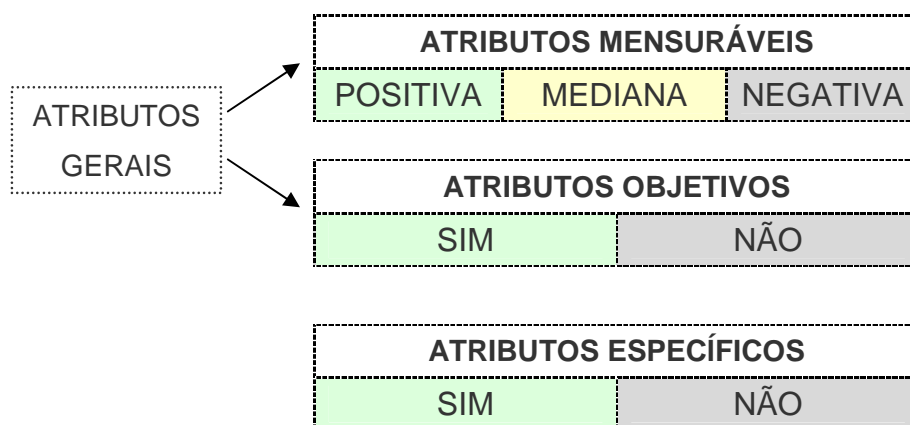 ATRIBUTOS
GERAIS
ATRIBUTOS MENSURÁVEIS
POSITIVA MEDIANA NEGATIVA
ATRIBUTOS OBJETIVOS
SIM NÃO
ATRIBUTOS ESPECÍFICOS
SIM NÃO